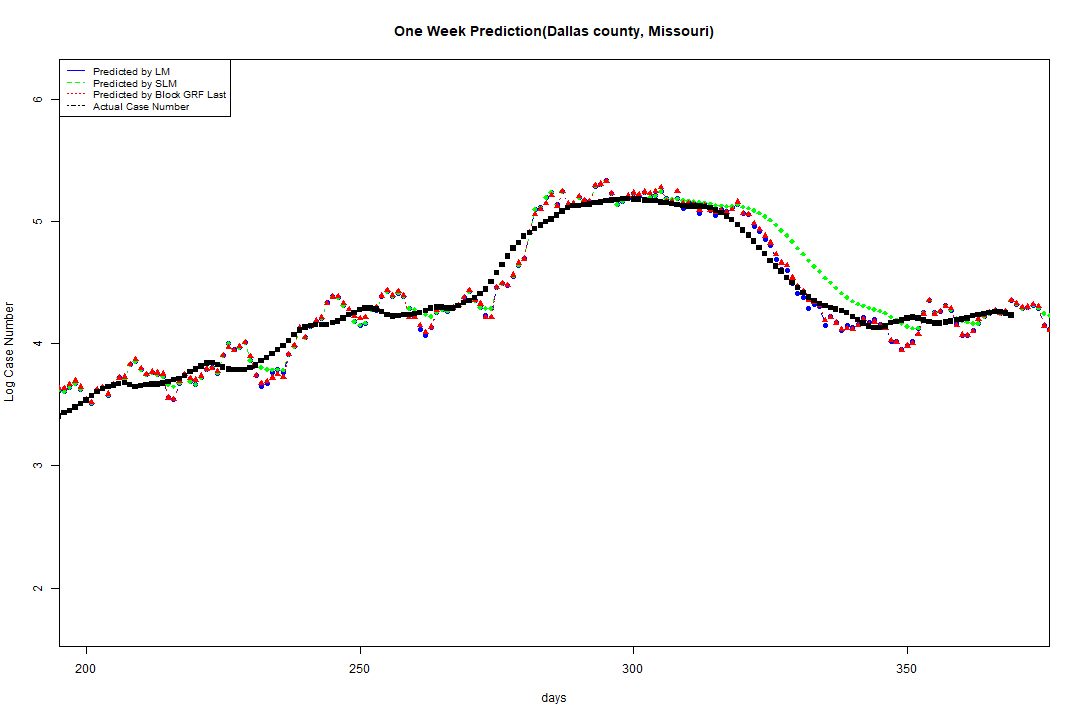 One Week Prediction(Dallas county, Missouri)
Predicted by LM
Predicted by SLM
Predicted by Block GRF Last
Actual Case Number
6
5
4
3
2
Log Case Number
200
250
300
350
days